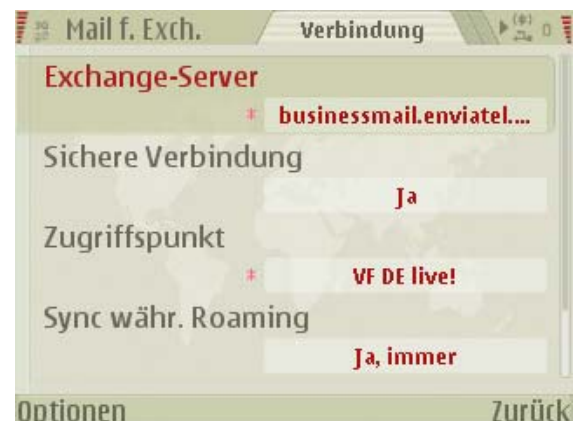 Mail f. Exch.
Verbindung
Exchange-Server
* businessmail.enviatel....
Sichere Verbindung
Ja
Zugriffspunkt
* VF DE live!
Sync währ. Roaming
Ja, immer
Optionen
Zurück